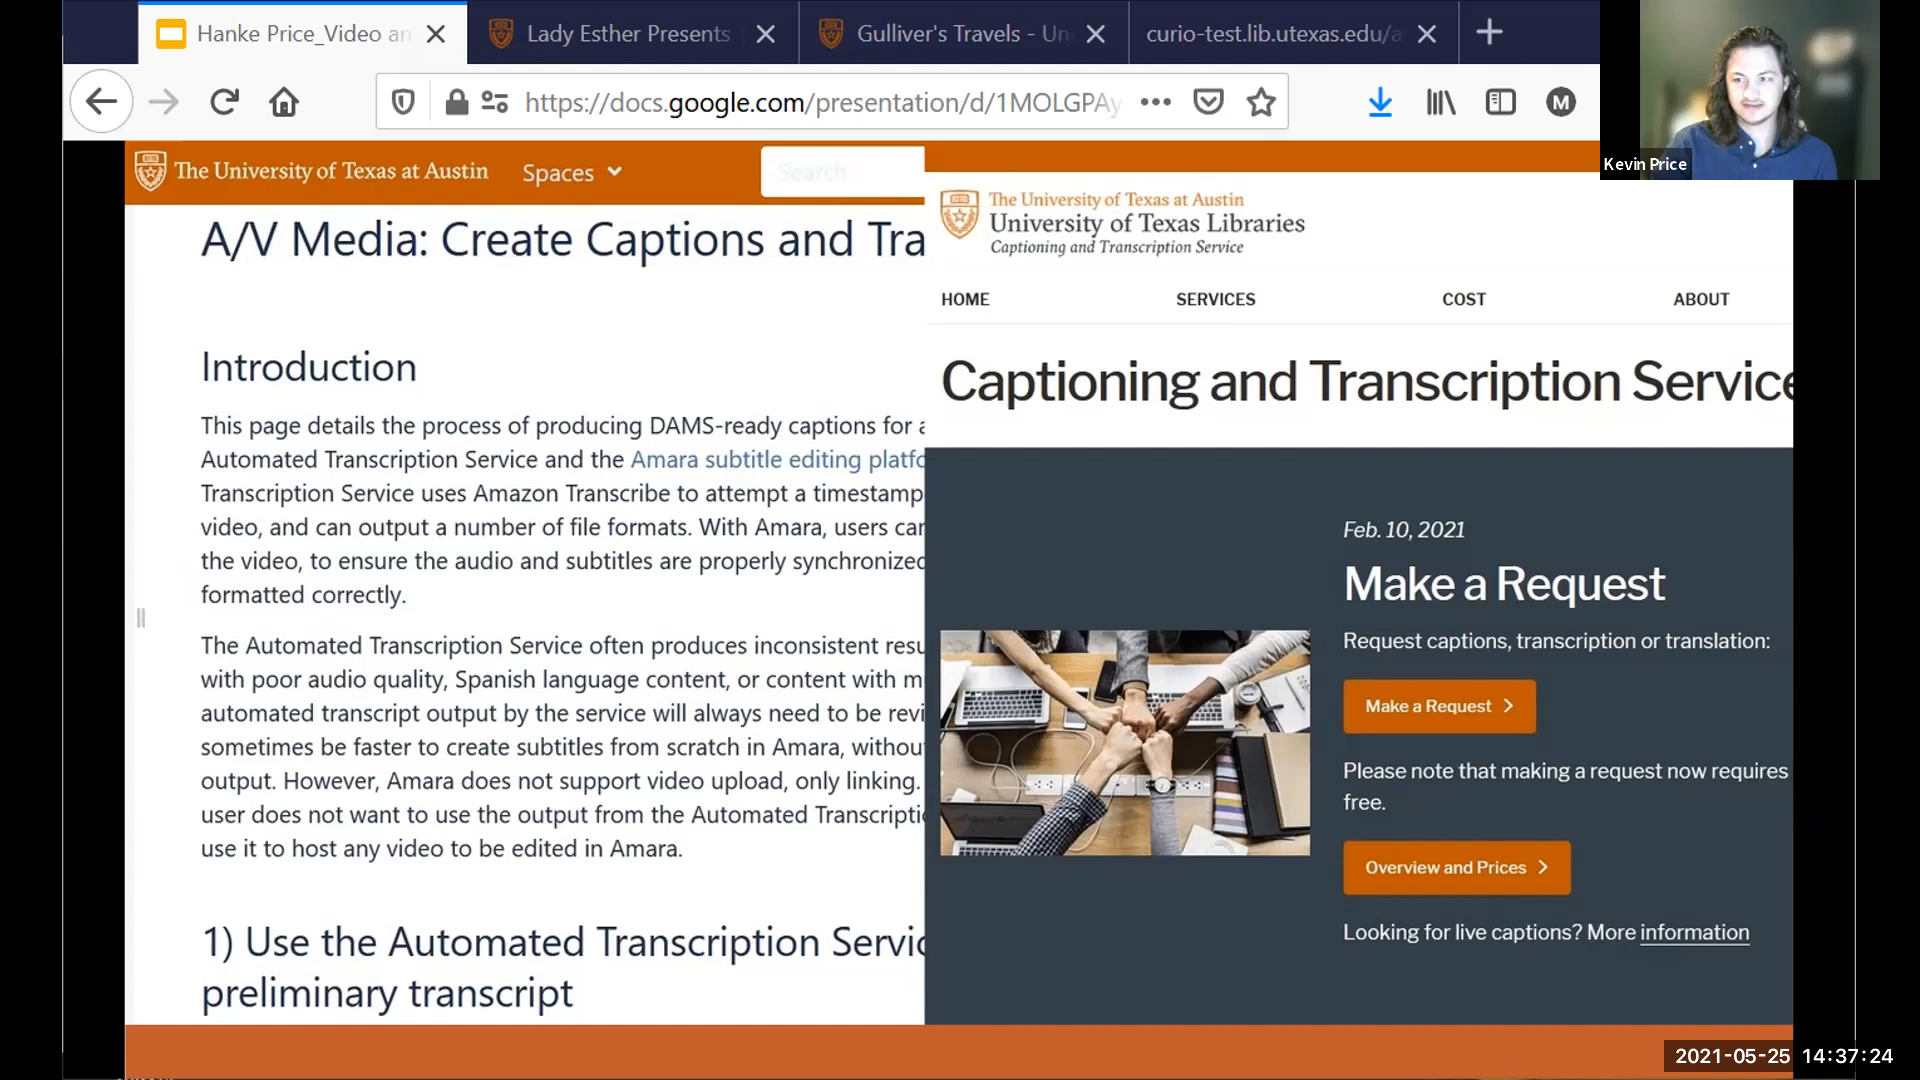 Hanke Price_Video an
Lady Esther Presents
Gulliver's Travels - Un
curio-test.lib.utexas.edu/a
https://docs.google.com/presentation/d/1MOLGPAy
M
Kevin Price
The University of Texas at Austin
Spaces
Search
A/V Media: Create Captions and Tra
Introduction
This page details the process of producing DAMS-ready captions for a
Automated Transcription Service and the Amara subtitle editing platfo
Transcription Service uses Amazon Transcribe to attempt a timestamp
video, and can output a number of file formats. With Amara, users can
the video, to ensure the audio and subtitles are properly synchronized
formatted correctly.
The Automated Transcription Service often produces inconsistent resu
with poor audio quality, Spanish language content, or content with m
automated transcript output by the service will always need to be revi
sometimes be faster to create subtitles from scratch in Amara, without
output. However, Amara does not support video upload, only linking.
user does not want to use the output from the Automated Transcripti
use it to host any video to be edited in Amara.
1) Use the Automated Transcription Servic
preliminary transcript
The University of Texas at Austin
University of Texas Libraries
Captioning and Transcription Service
HOME
SERVICES
COST
ABOUT
Captioning and Transcription Service
Feb. 10, 2021
Make a Request
Request captions, transcription or translation:
Make a Request
Please note that making a request now requires
free.
Overview and Prices
Looking for live captions? More information
2021-05-25 14:37:24